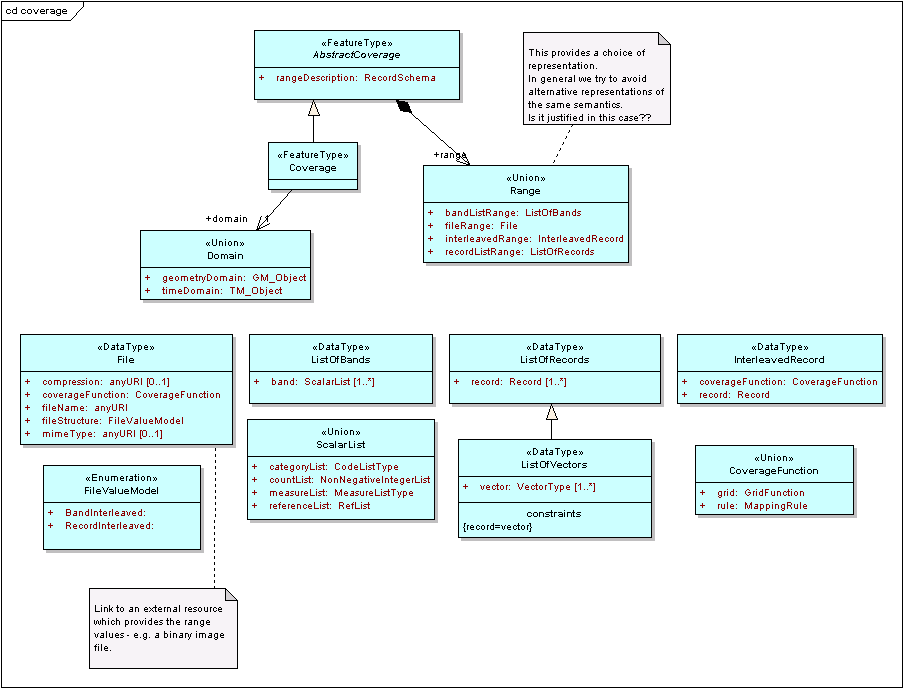 cd coverage
«FeatureType»
AbstractCoverage
+ rangeDescription: RecordSchema
This provides a choice of
representation.
In general we try to avoid
alternative representations of
the same semantics.
Is it justified in this case??
«FeatureType»
Coverage
+range
«Union»
Range
+ bandListRange: ListOfBands
+ fileRange: File
+ interleavedRange: InterleavedRecord
+ recordListRange: ListOfRecords
+domain
1
«Union»
Domain
+ geometryDomain: GM_Object
+ timeDomain: TM_Object
«DataType»
File
+ compression: anyURI [0..1]
+ coverageFunction: CoverageFunction
+ fileName: anyURI
+ fileStructure: FileValueModel
+ mimeType: anyURI [0..1]
«DataType»
ListOfBands
+ band: ScalarList [1..*]
«DataType»
ListOfRecords
+ record: Record [1..*]
«DataType»
InterleavedRecord
+ coverageFunction: CoverageFunction
+ record: Record
«Union»
ScalarList
+ categoryList: CodeListType
+ countList: NonNegativeIntegerList
+ measureList: MeasureListType
+ referenceList: RefList
«DataType»
ListOfVectors
+ vector: VectorType [1..*]
constraints
{record=vector}
«Union»
CoverageFunction
+ grid: GridFunction
+ rule: MappingRule
«Enumeration»
FileValueModel
+ BandInterleaved:
+ RecordInterleaved:
Link to an external resource
which provides the range
values - e.g. a binary image
file.